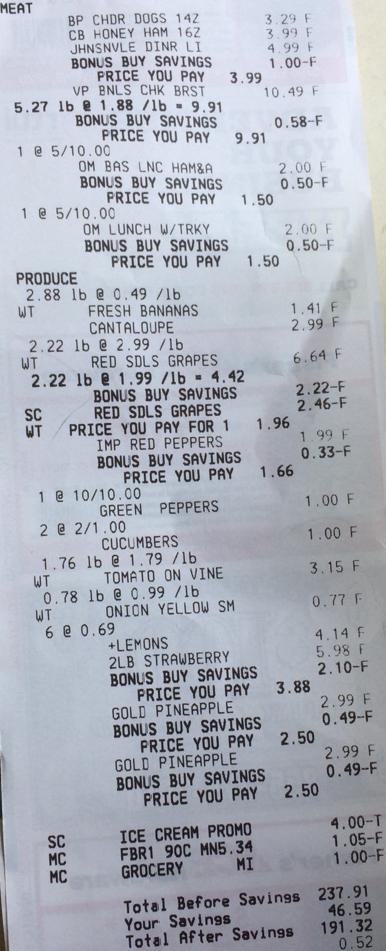 MEAT
BP CHDR DOGS 14Z 3.29 F
CB HONEY HAM 16Z 3.99 F
JHNSNVLE DINR LI 4.99 F
BONUS BUY SAVINGS 1.00-F
PRICE YOU PAY 3.99
VP BNLS CHK BRST 10.49 F
5.27 lb @ 1.88 /lb = 9.91
BONUS BUY SAVINGS 0.58-F
PRICE YOU PAY 9.91
1 @ 5/10.00
OM BAS LNC HAM&A 2.00 F
BONUS BUY SAVINGS 0.50-F
PRICE YOU PAY 1.50
1 @ 5/10.00
OM LUNCH W/TRKY 2.00 F
BONUS BUY SAVINGS 0.50-F
PRICE YOU PAY 1.50
PRODUCE
2.88 lb @ 0.49 /lb
WT FRESH BANANAS 1.41 F
CANTALOUPE 2.99 F
2.22 lb @ 2.99 /lb
WT RED SDLS GRAPES 6.64 F
2.22 lb @ 1.99 /lb = 4.42
BONUS BUY SAVINGS 2.22-F
SC RED SDLS GRAPES 2.46-F
WT PRICE YOU PAY FOR 1 1.96
IMP RED PEPPERS 1.99 F
BONUS BUY SAVINGS 0.33-F
PRICE YOU PAY 1.66
1 @ 10/10.00
GREEN PEPPERS 1.00 F
2 @ 2/1.00
CUCUMBERS 1.00 F
1.76 lb @ 1.79 /lb
WT TOMATO ON VINE 3.15 F
0.78 lb @ 0.99 /lb
WT ONION YELLOW SM 0.77 F
6 @ 0.69
+LEMONS 4.14 F
2LB STRAWBERRY 5.98 F
BONUS BUY SAVINGS 2.10-F
PRICE YOU PAY 3.88
GOLD PINEAPPLE 2.99 F
BONUS BUY SAVINGS 0.49-F
PRICE YOU PAY 2.50
GOLD PINEAPPLE 2.99 F
BONUS BUY SAVINGS 0.49-F
PRICE YOU PAY 2.50
SC ICE CREAM PROMO 4.00-T
MC FBR1 90C MN5.34 1.05-F
MC GROCERY MI 1.00-F
Total Before Savings 237.91
Your Savings 46.59
Total After Savings 191.32
0.52